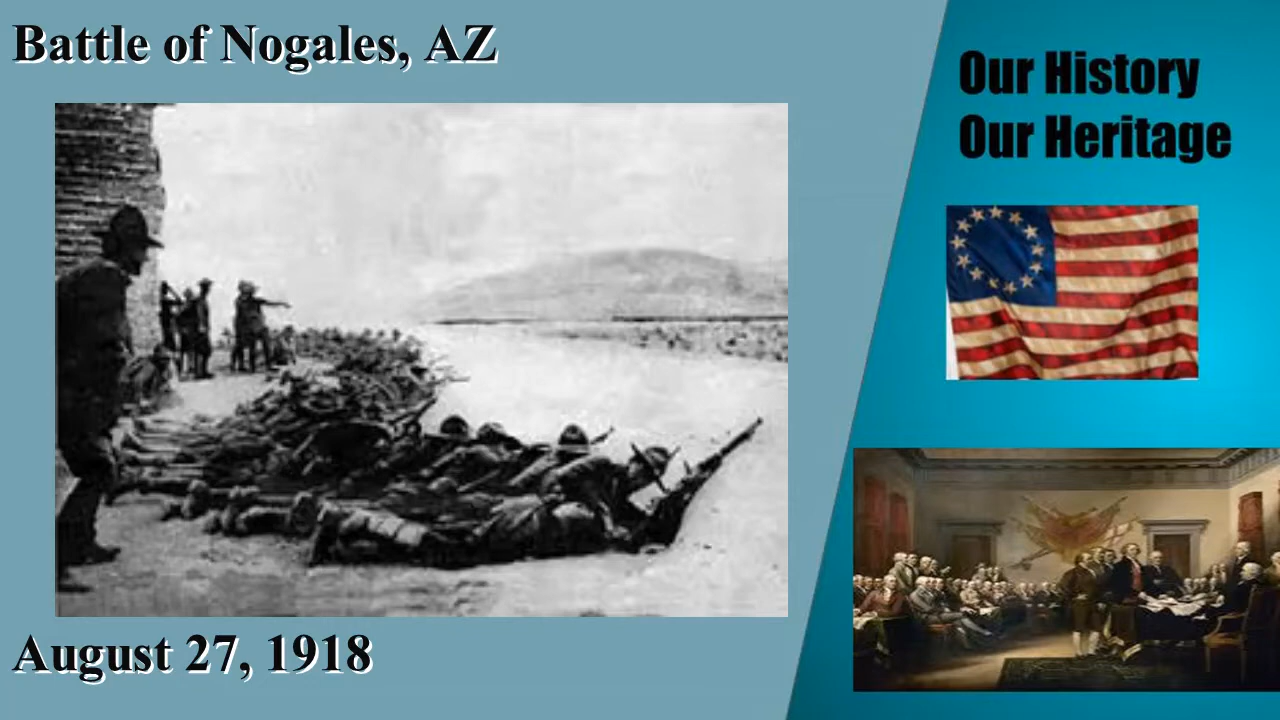 Battle of Nogales, AZ
Our History
Our Heritage
August 27, 1918